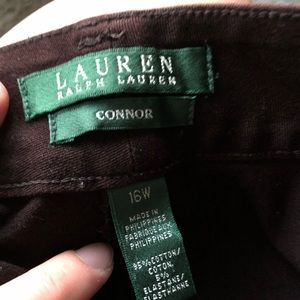 LAUREN
RALPH LAUREN
CONNOR
16W
MADE IN
PHILIPPINES
FABRIQUE AUX
PHILIPPINES
95% COTTON/
COTON
5%
ELASTANE/
ELASTHANNE